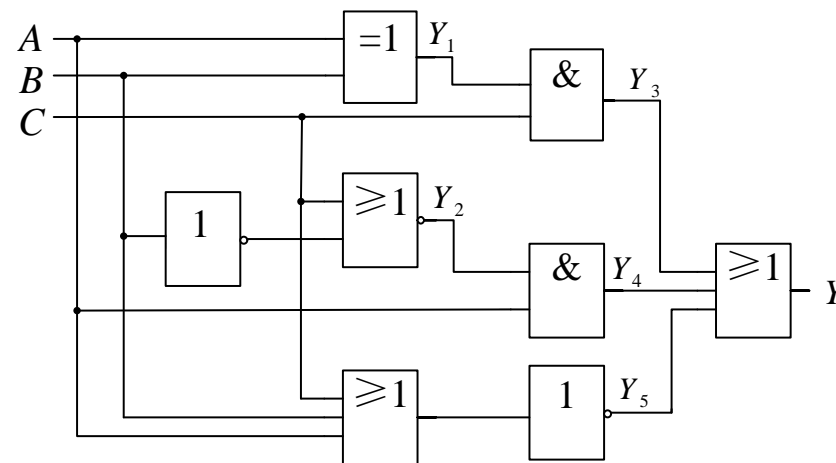 A
=1
Y₁
B
&
Y₃
C
≥1
Y₂
1
&
Y₄
≥1
Y
≥1
1
Y₅